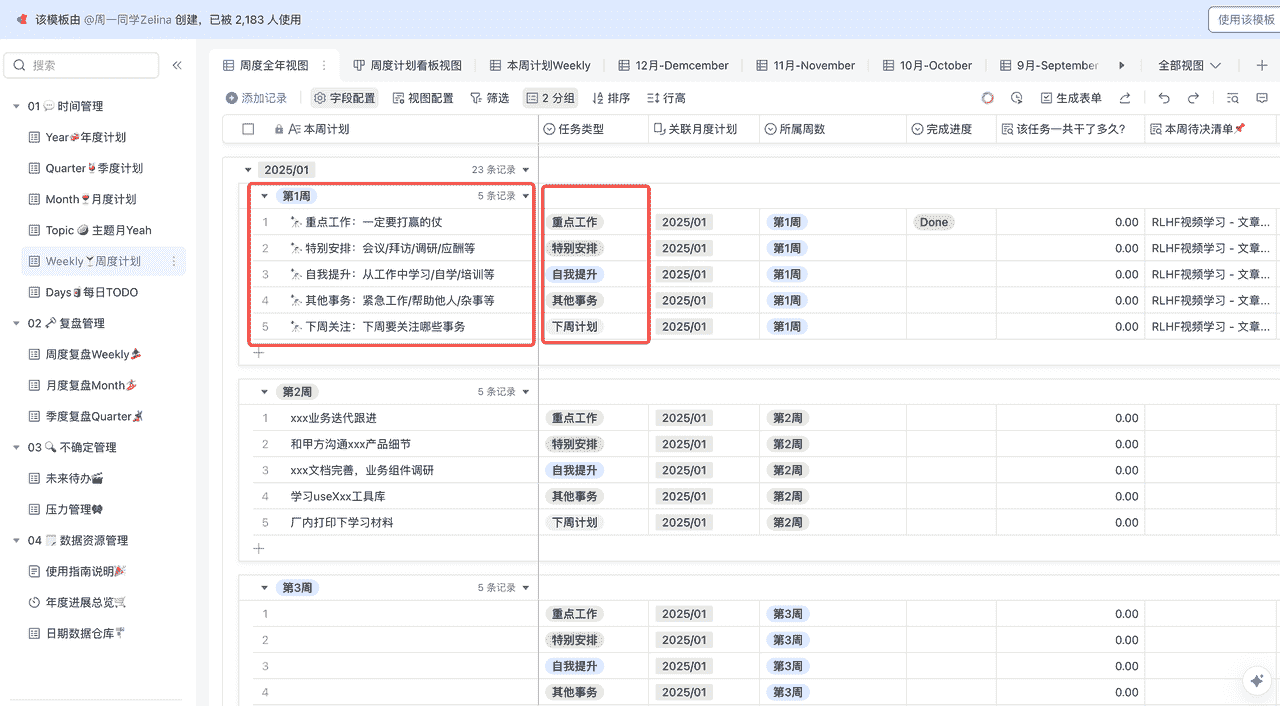 该模板由 @周一同学Zelina 创建，已被 2,183 人使用
使用该模板
搜索
01 时间管理
Year 年度计划
Quarter 季度计划
Month 月度计划
Topic 主题月Yeah
Weekly 周度计划
Days 每日TODO
02 复盘管理
周度复盘Weekly
月度复盘Month
季度复盘Quarter
03 不确定管理
未来待办
压力管理
04 数据资源管理
使用指南说明
年度进展总览
日期数据仓库
周度全年视图 周度计划看板视图 本周计划Weekly 12月-Demcember 11月-November 10月-October 9月-September 全部视图
添加记录 字段配置 视图配置 筛选 2 分组 排序 行高 生成表单
本周计划 任务类型 关联月度计划 所属周数 完成进度 该任务一共干了多久? 本周待决清单
2025/01 23 条记录
第1周 5 条记录
1 重点工作：一定要打赢的仗 重点工作 2025/01 第1周 Done 0.00 RLHF视频学习 - 文章...
2 特别安排：会议/拜访/调研/应酬等 特别安排 2025/01 第1周 0.00 RLHF视频学习 - 文章...
3 自我提升：从工作中学习/自学/培训等 自我提升 2025/01 第1周 0.00 RLHF视频学习 - 文章...
4 其他事务：紧急工作/帮助他人/杂事等 其他事务 2025/01 第1周 0.00 RLHF视频学习 - 文章...
5 下周关注：下周要关注哪些事务 下周计划 2025/01 第1周 0.00 RLHF视频学习 - 文章...
第2周 5 条记录
1 xxx业务迭代跟进 重点工作 2025/01 第2周 0.00
2 和甲方沟通xxx产品细节 特别安排 2025/01 第2周 0.00
3 xxx文档完善，业务组件调研 自我提升 2025/01 第2周 0.00
4 学习useXxx工具库 其他事务 2025/01 第2周 0.00
5 厂内打印下学习材料 下周计划 2025/01 第2周 0.00
第3周 5 条记录
1 重点工作 2025/01 第3周 0.00
2 特别安排 2025/01 第3周 0.00
3 自我提升 2025/01 第3周 0.00
4 其他事务 2025/01 第3周 0.00